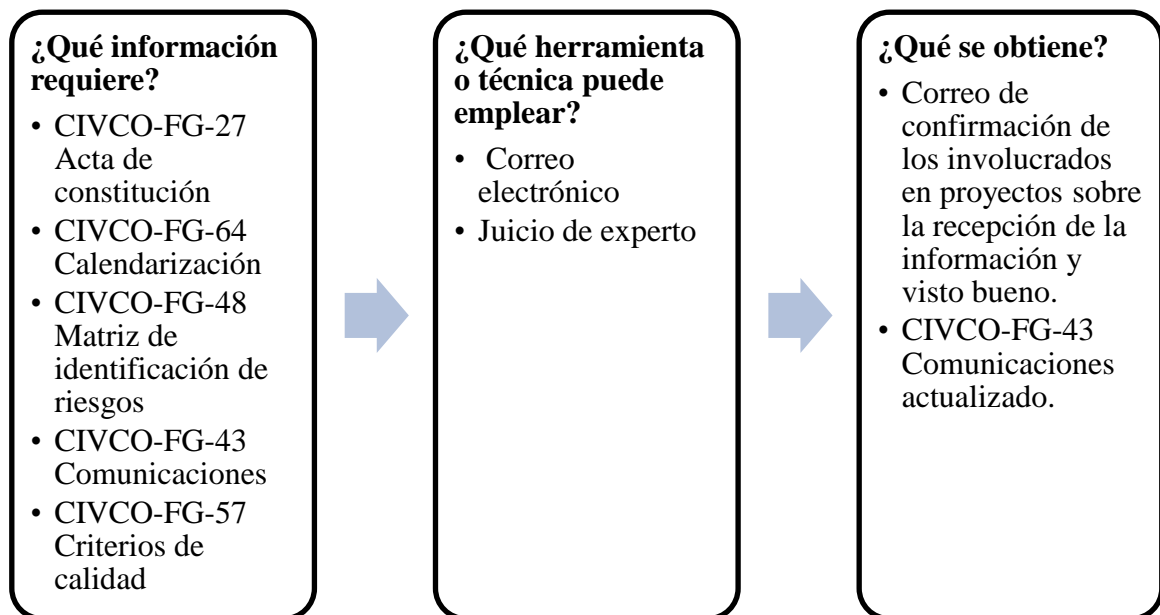 ¿Qué información
requiere?
• CIVCO-FG-27
Acta de
constitución
• CIVCO-FG-64
Calendarización
• CIVCO-FG-48
Matriz de
identificación de
riesgos
• CIVCO-FG-43
Comunicaciones
• CIVCO-FG-57
Criterios de
calidad
¿Qué herramienta
o técnica puede
emplear?
• Correo
electrónico
• Juicio de experto
¿Qué se obtiene?
• Correo de
confirmación de
los involucrados
en proyectos sobre
la recepción de la
información y
visto bueno.
• CIVCO-FG-43
Comunicaciones
actualizado.